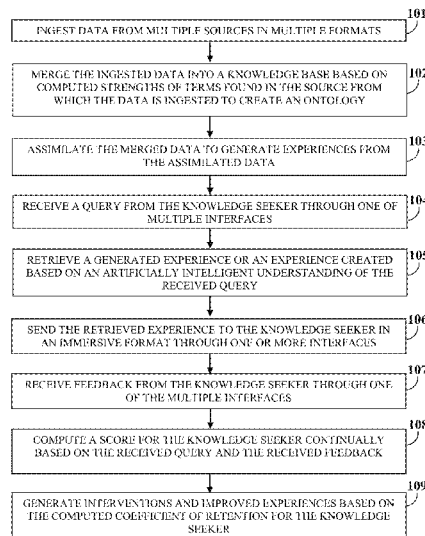 101
INGEST DATA FROM MULTIPLE SOURCES IN MULTIPLE FORMATS
102
MERGE THE INGESTED DATA INTO A KNOWLEDGE BASE BASED ON
COMPUTED STRENGTHS OF TERMS FOUND IN THE SOURCE FROM
WHICH THE DATA IS INGESTED TO CREATE AN ONTOLOGY
103
ASSIMILATE THE MERGED DATA TO GENERATE EXPERIENCES FROM
THE ASSIMILATED DATA
104
RECEIVE A QUERY FROM THE KNOWLEDGE SEEKER THROUGH ONE OF
MULTIPLE INTERFACES
105
RETRIEVE A GENERATED EXPERIENCE OR AN EXPERIENCE CREATED
BASED ON AN ARTIFICIALLY INTELLIGENT UNDERSTANDING OF THE
RECEIVED QUERY
106
SEND THE RETRIEVED EXPERIENCE TO THE KNOWLEDGE SEEKER IN
AN IMMERSIVE FORMAT THROUGH ONE OR MORE INTERFACES
107
RECEIVE FEEDBACK FROM THE KNOWLEDGE SEEKER THROUGH ONE
OF THE MULTIPLE INTERFACES
108
COMPUTE A SCORE FOR THE KNOWLEDGE SEEKER CONTINUALLY
BASED ON THE RECEIVED QUERY AND THE RECEIVED FEEDBACK
109
GENERATE INTERVENTIONS AND IMPROVED EXPERIENCES BASED ON
THE COMPUTED COEFFICIENT OF RETENTION FOR THE KNOWLEDGE
SEEKER